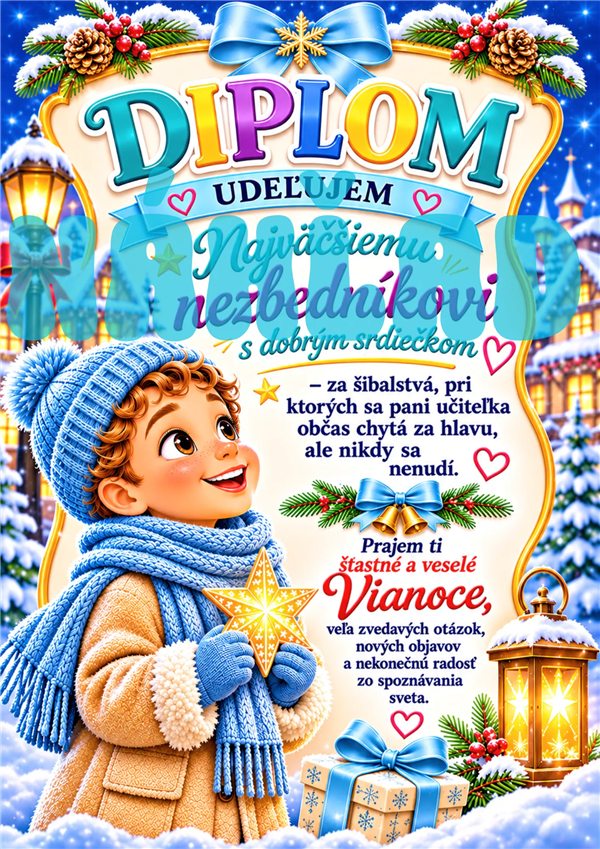 DIPLOM
UDEĽUJEM
Najväčšiemu
nezbedníkovi
s dobrým srdiečkom
– za šibalstvá, pri
ktorých sa pani učiteľka
občas chytá za hlavu,
ale nikdy sa
nenudí.
Prajem ti
šťastné a veselé
Vianoce,
veľa zvedavých otázok,
nových objavov
a nekonečnú radosť
zo spoznávania
sveta.